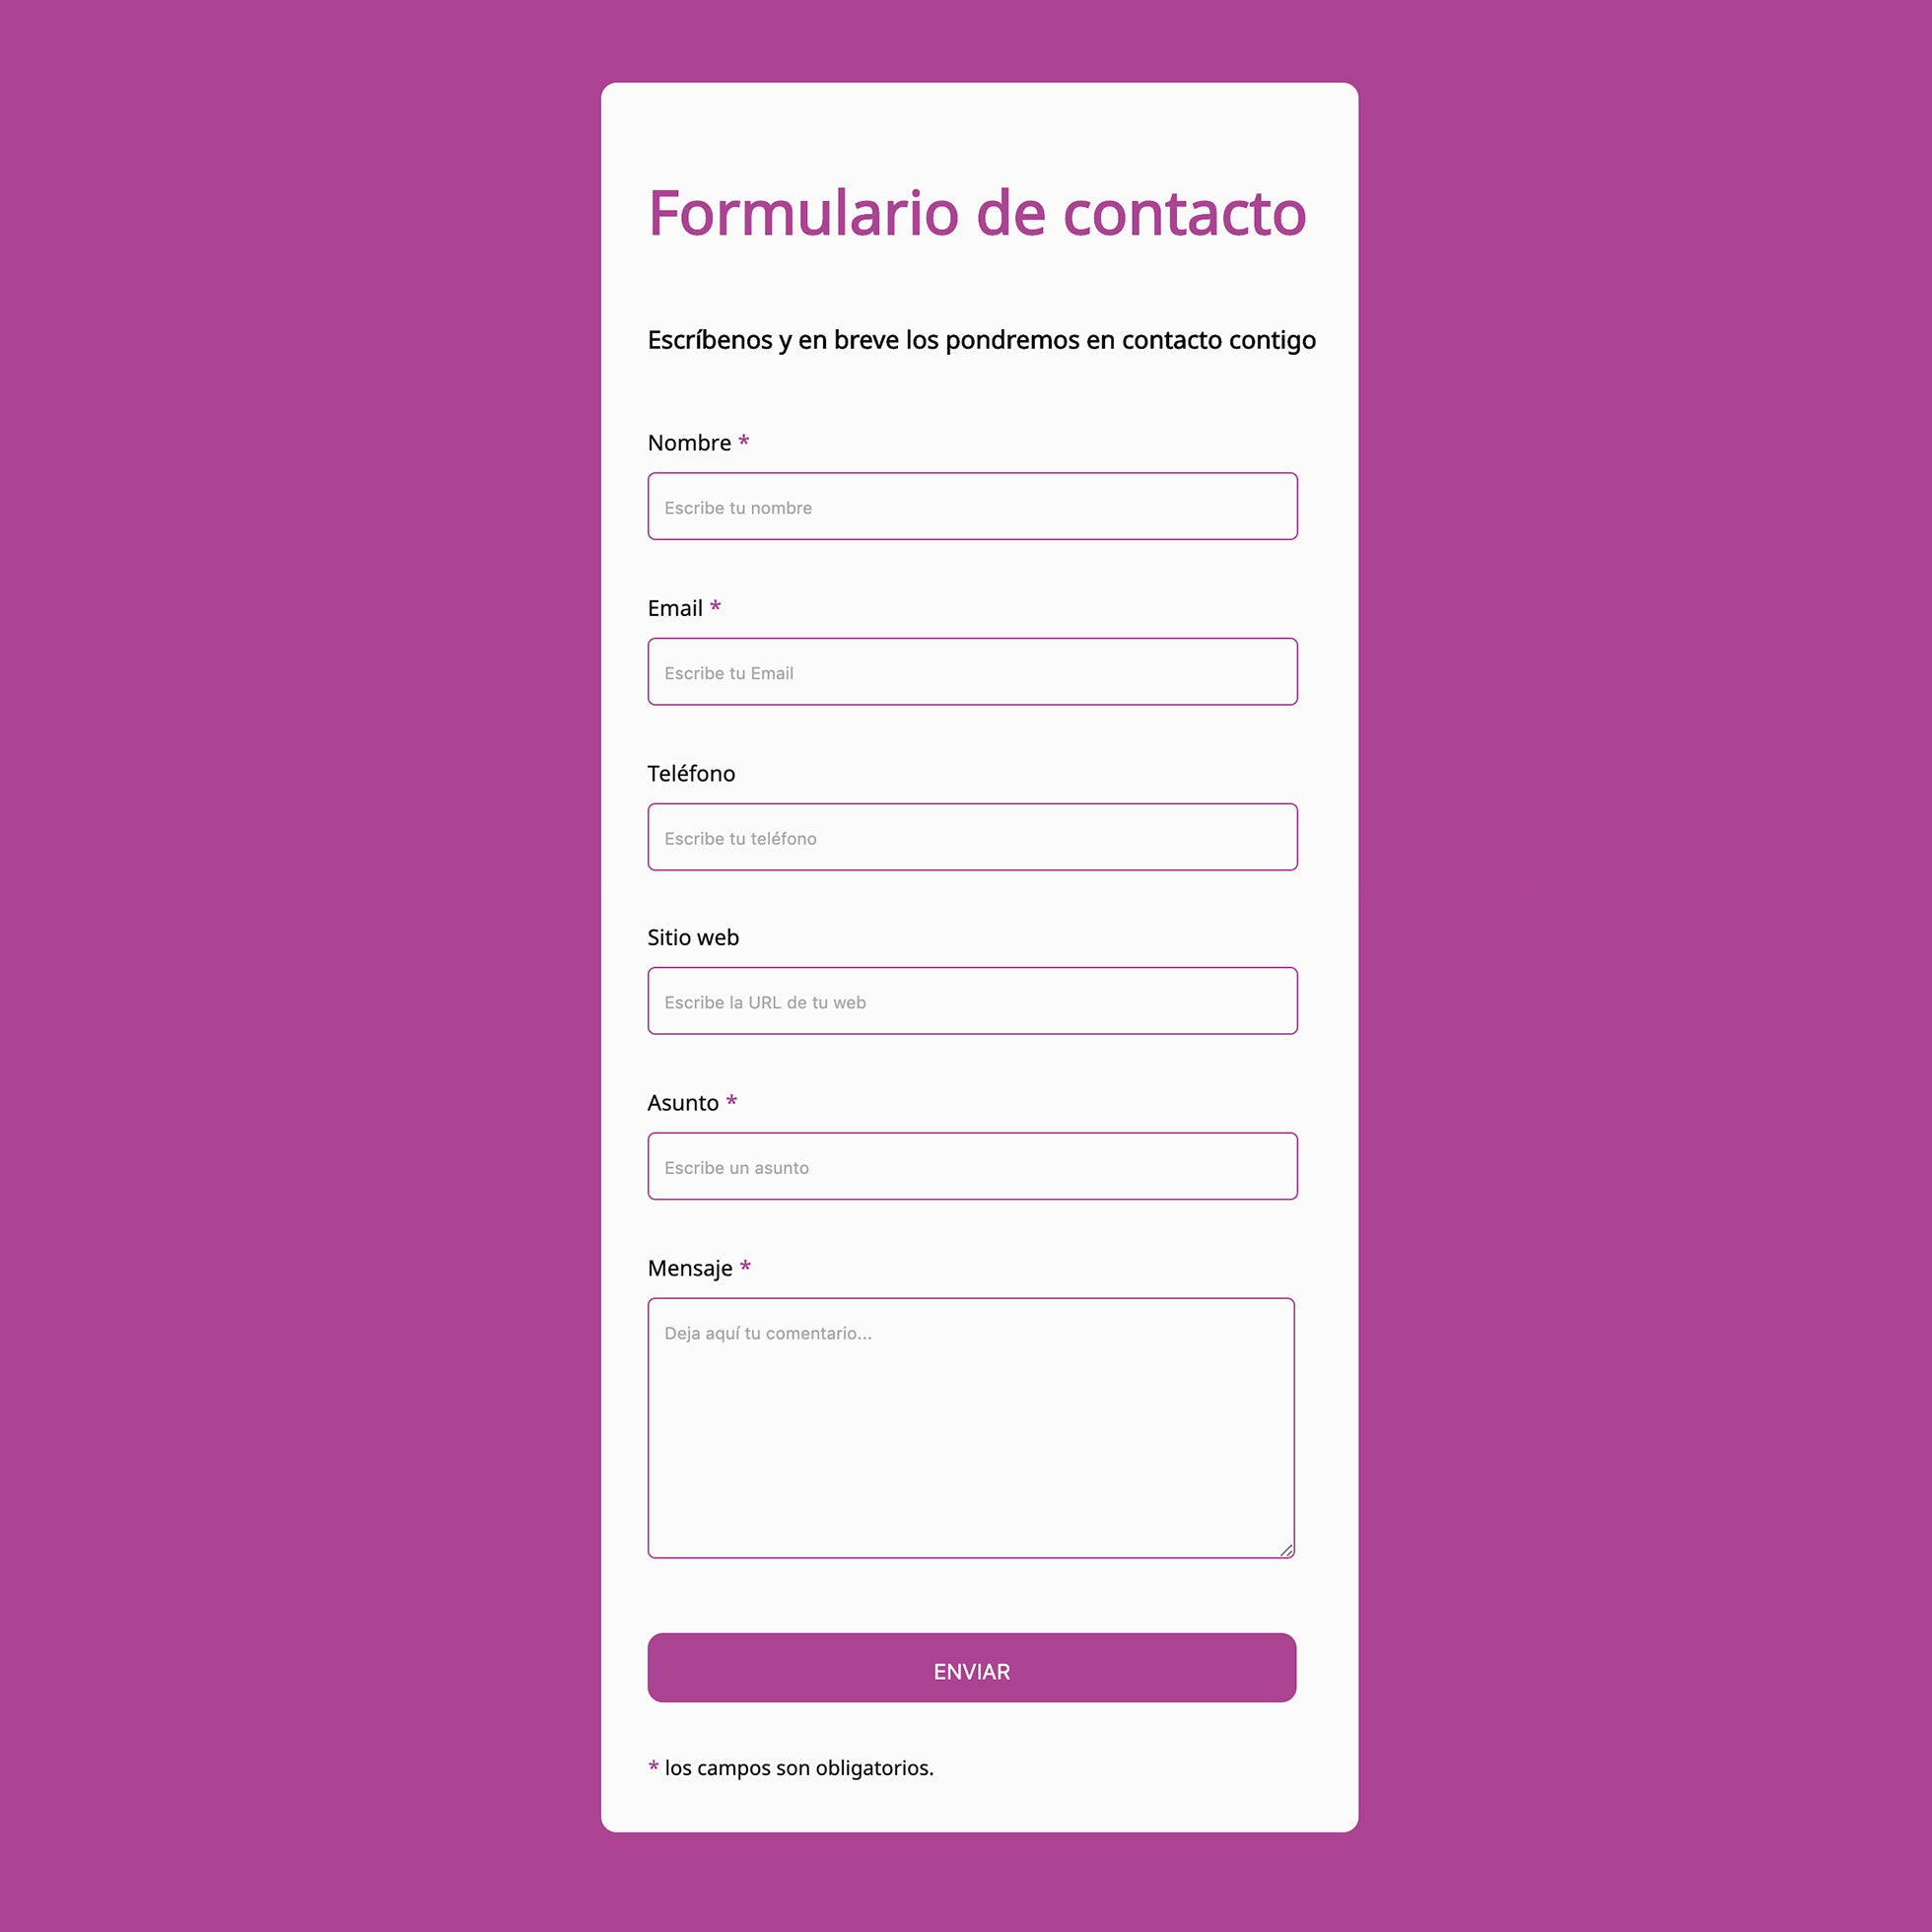 Formulario de contacto
Escríbenos y en breve los pondremos en contacto contigo
Nombre *
Escribe tu nombre
Email *
Escribe tu Email
Teléfono
Escribe tu teléfono
Sitio web
Escribe la URL de tu web
Asunto *
Escribe un asunto
Mensaje *
Deja aquí tu comentario...
ENVIAR
* los campos son obligatorios.